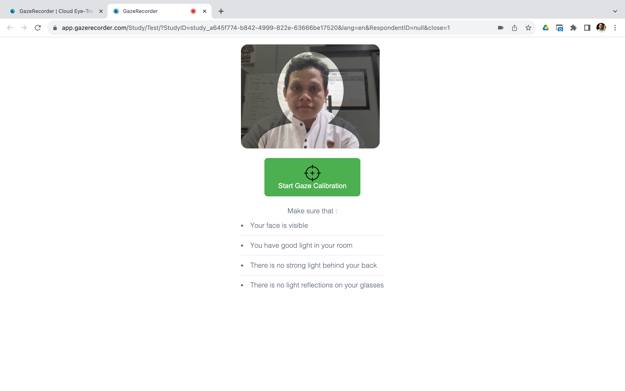 GazeRecorder | Cloud Eye-Tra
GazeRecorder
app.gazerecorder.com/Study/Test/?StudyID=study_a645f774-b842-4999-822e-63666be17520&lang=en&RespondentID=null&close=1
Start Gaze Calibration
Make sure that :
• Your face is visible
• You have good light in your room
• There is no strong light behind your back
• There is no light reflections on your glasses